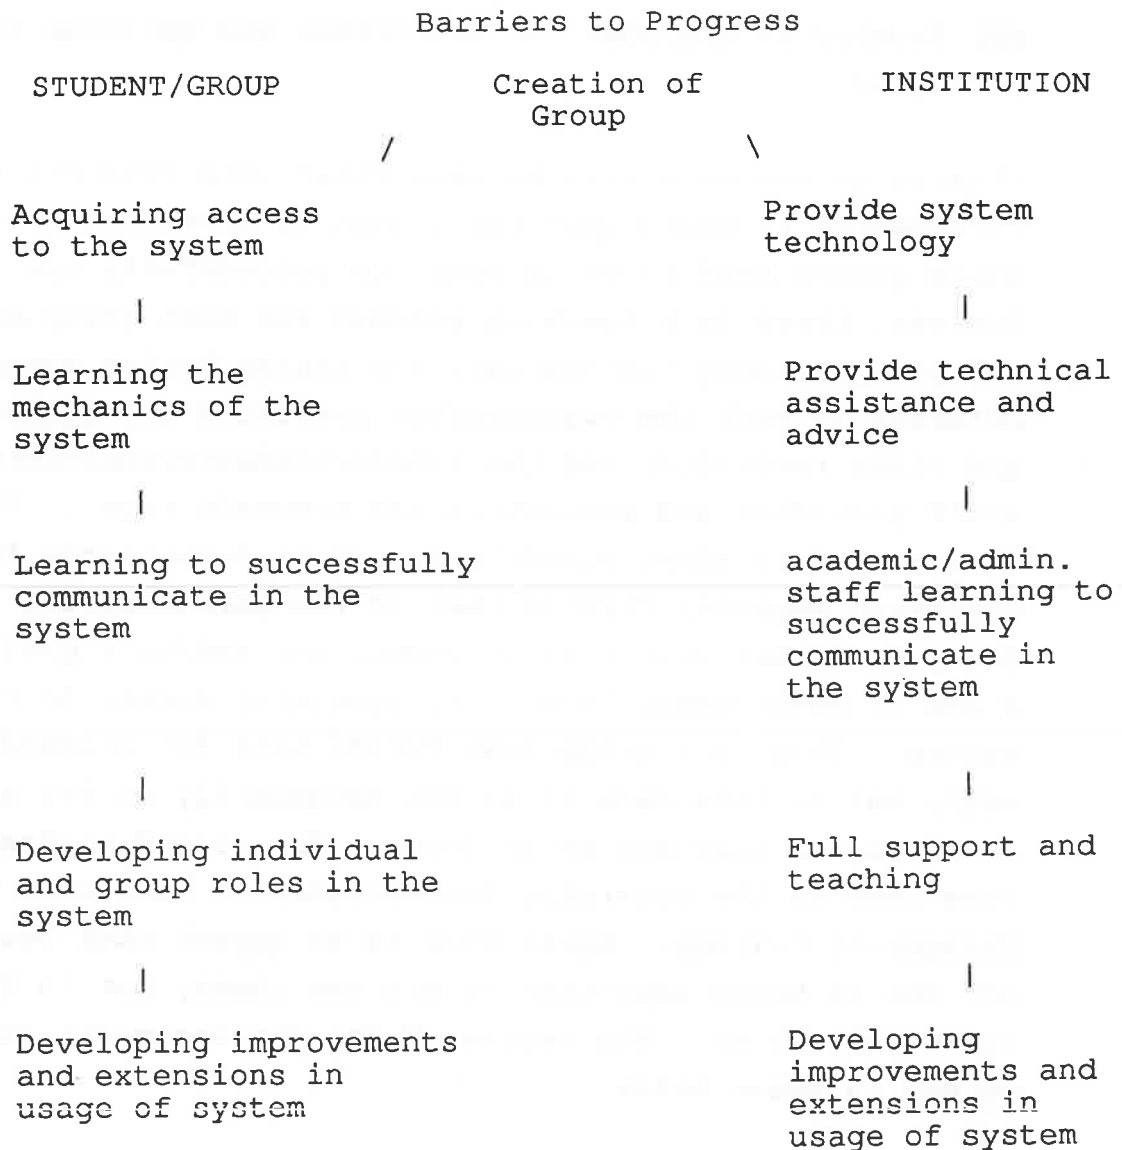 Barriers to Progress
STUDENT/GROUP
Creation of
Group
INSTITUTION
/
\
Acquiring access
to the system
Provide system
technology
|
|
Learning the
mechanics of the
system
Provide technical
assistance and
advice
|
|
Learning to successfully
communicate in the
system
academic/admin.
staff learning to
successfully
communicate in
the system
|
|
Developing individual
and group roles in the
system
Full support and
teaching
|
|
Developing improvements
and extensions in
usage of system
Developing
improvements and
extensions in
usage of system